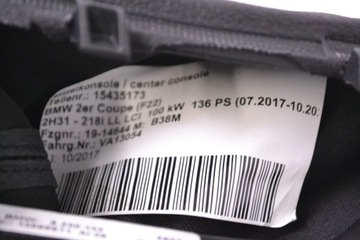 konsole / center console
Teilenr.: 15435173
BMW 2er Coupe (F22)
2H31 - 218i LL LCI 100 kW 136 PS (07.2017-10.20
Fzgnr.: 19-14644 M: B38M
Fahrg.Nr.: VA13054
10/2017